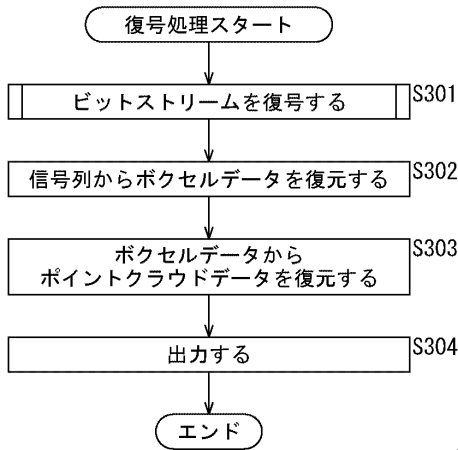 復号処理スタート
ビットストリームを復号する
S301
信号列からボクセルデータを復元する
S302
ボクセルデータから
ポイントクラウドデータを復元する
S303
出力する
S304
エンド